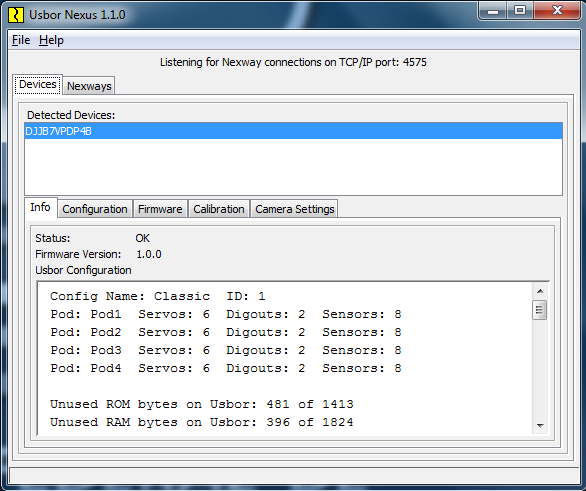 Usbor Nexus 1.1.0
File Help
Listening for Nexway connections on TCP/IP port: 4575
Devices Nexways
Detected Devices:
DJJB7VPDP4B
Info Configuration Firmware Calibration Camera Settings
Status: OK
Firmware Version: 1.0.0
Usbor Configuration
Config Name: Classic ID: 1
Pod: Pod1 Servos: 6 Digouts: 2 Sensors: 8
Pod: Pod2 Servos: 6 Digouts: 2 Sensors: 8
Pod: Pod3 Servos: 6 Digouts: 2 Sensors: 8
Pod: Pod4 Servos: 6 Digouts: 2 Sensors: 8
Unused ROM bytes on Usbor: 481 of 1413
Unused RAM bytes on Usbor: 396 of 1824